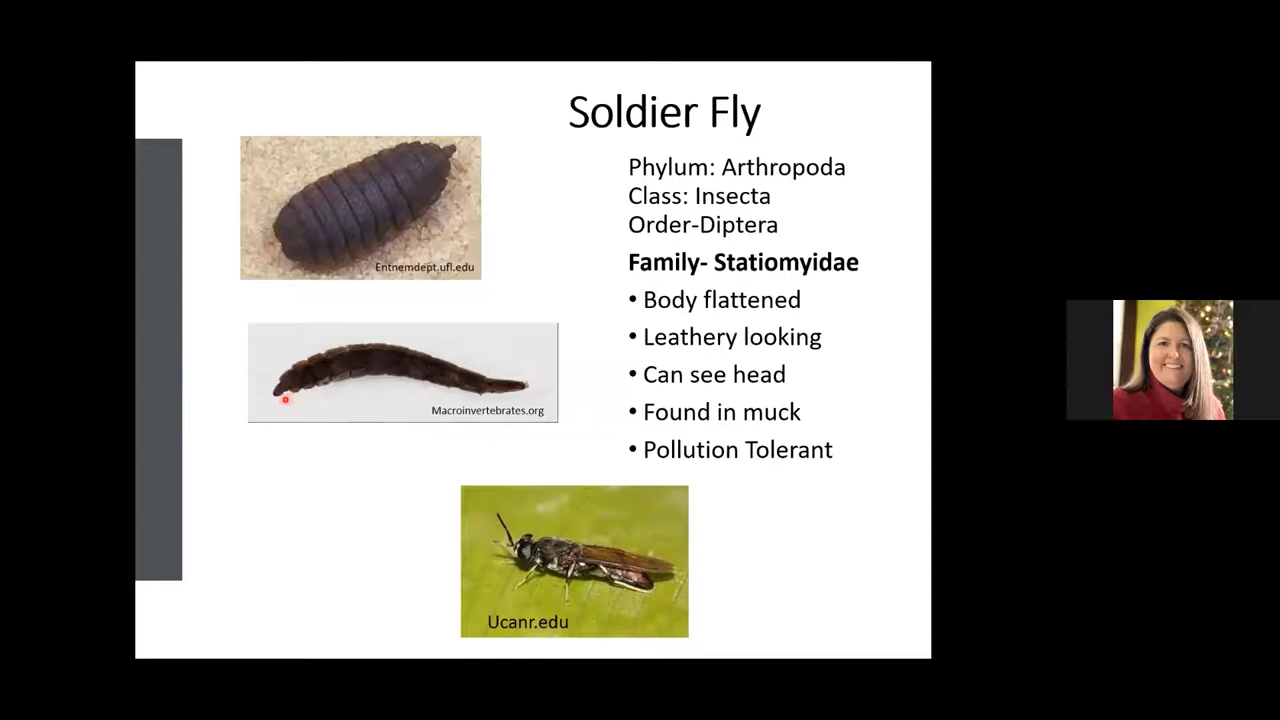 Soldier Fly
Entnemdept.ufl.edu
Macroinvertebrates.org
Ucanr.edu
Phylum: Arthropoda
Class: Insecta
Order-Diptera
Family- Statiomyidae
• Body flattened
• Leathery looking
• Can see head
• Found in muck
• Pollution Tolerant